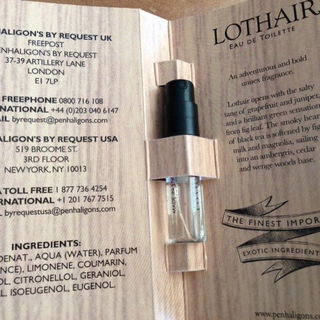 HALIGON'S BY REQUEST UK
FREEPOST
PENHALIGON'S BY REQUEST
37-39 ARTILLERY LANE
LONDON
E1 7LP
FREEPHONE 0800 716 108
NATIONAL +44 (0)203 040 6147
byrequest@penhaligons.com
HALIGON'S BY REQUEST USA
519 BROOME ST.
3RD FLOOR
NEW YORK, NY 10013
TOLL FREE 1 877 736 4254
NATIONAL +1 201 767 7515
byrequestusa@penhaligons.com
INGREDIENTS:
DENAT., AQUA (WATER), PARFUM
LIMONENE, COUMARIN,
CITRONELLOL, GERANIOL,
ISOEUGENOL, EUGENOL.
LOTHAIR
EAU DE TOILETTE
An adventurous and bold
unisex fragrance.
Lothair opens with the salty
tang of grapefruit and juniper,
and a brilliant green sensation
from fig-leaf. The smoky heart
of black tea is softened by fig
milk and magnolia, sailing
into an ambergris, cedar
and wenge woods base.
THE FINEST IMPOR
EXOTIC INGREDIENT
www.penhaligons.co